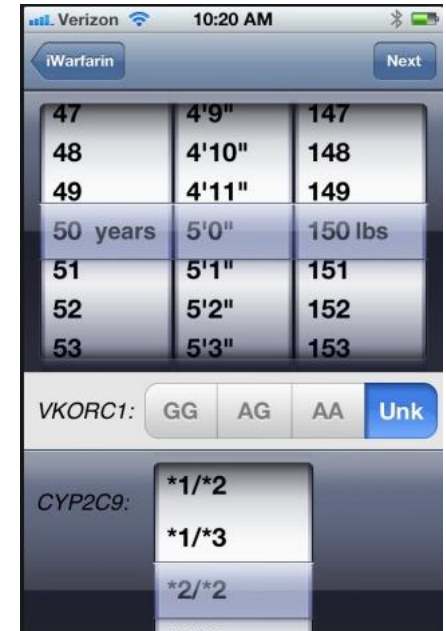 Verizon 10:20 AM
iWarfarin Next
47 4'9" 147
48 4'10" 148
49 4'11" 149
50 years 5'0" 150 lbs
51 5'1" 151
52 5'2" 152
53 5'3" 153
VKORC1: GG AG AA Unk
*1/*2
CYP2C9:
*1/*3
*2/*2